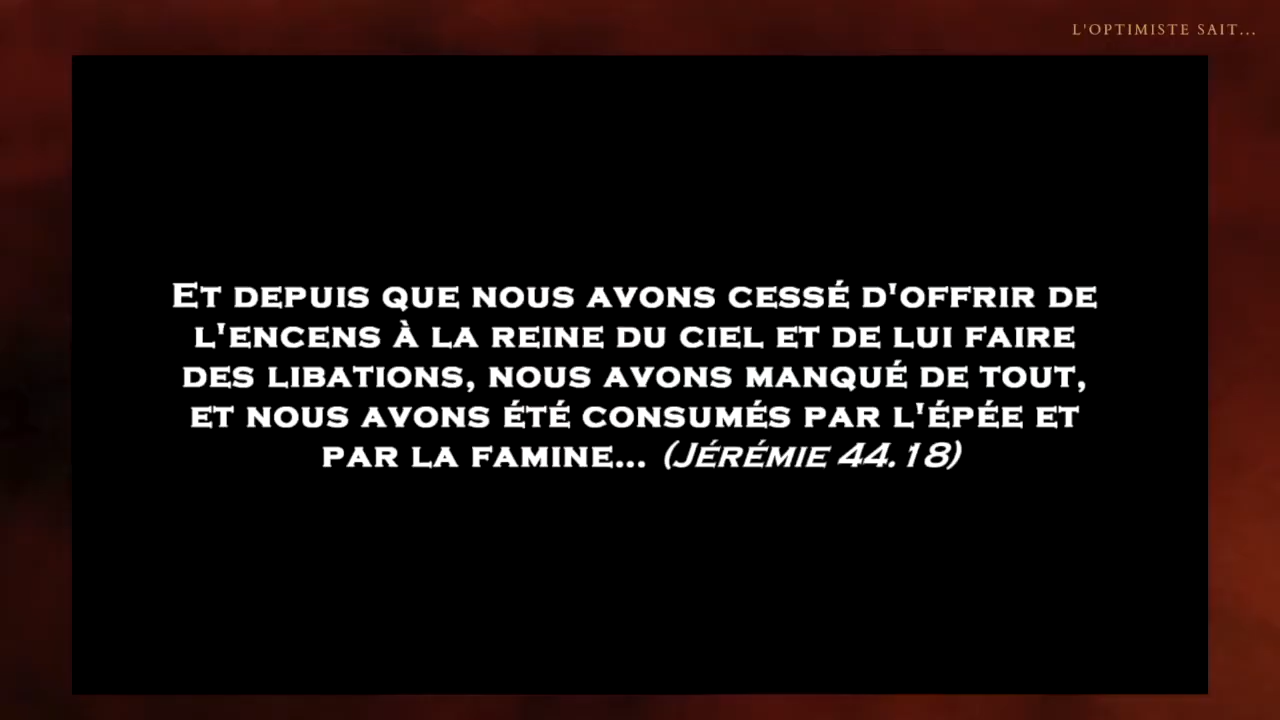 L'OPTIMISTE SAIT...
ET DEPUIS QUE NOUS AVONS CESSÉ D'OFFRIR DE
L'ENCENS À LA REINE DU CIEL ET DE LUI FAIRE
DES LIBATIONS, NOUS AVONS MANQUÉ DE TOUT,
ET NOUS AVONS ÉTÉ CONSUMÉS PAR L'ÉPÉE ET
PAR LA FAMINE... (JÉRÉMIE 44.18)